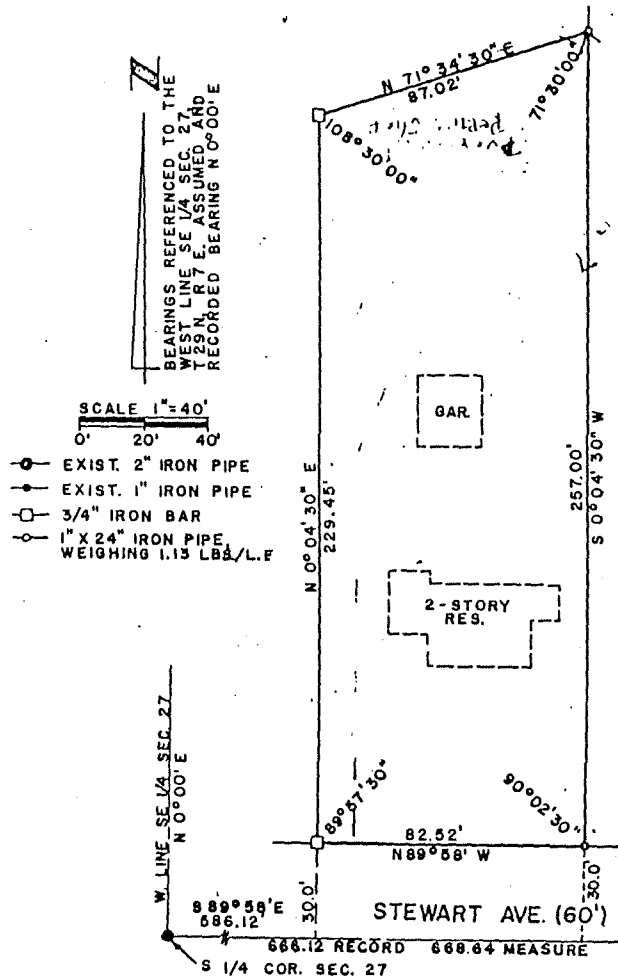 N 71° 34' 30" E
87.02'
71° 30' 00"
108° 30' 00"
BEARINGS REFERENCED TO THE
WEST LINE SE 1/4 SEC. 27,
T29N, R7E. ASSUMED AND
RECORDED BEARING N 0°00' E
SCALE 1"=40'
0' 20' 40'
EXIST. 2" IRON PIPE
EXIST. 1" IRON PIPE
3/4" IRON BAR
1" X 24" IRON PIPE,
WEIGHING 1.13 LBS/L.F
GAR.
N 0° 04' 30" E
229.45'
257.00'
S 0° 04' 30" W
2-STORY
RES.
W. LINE SE 1/4 SEC. 27
N 0°00' E
89° 57' 30"
90° 02' 30"
82.52'
N89°58' W
S 89°58'E
586.12'
30.0'
30.0'
STEWART AVE. (60')
666.12 RECORD 668.64 MEASURE
S 1/4 COR. SEC. 27